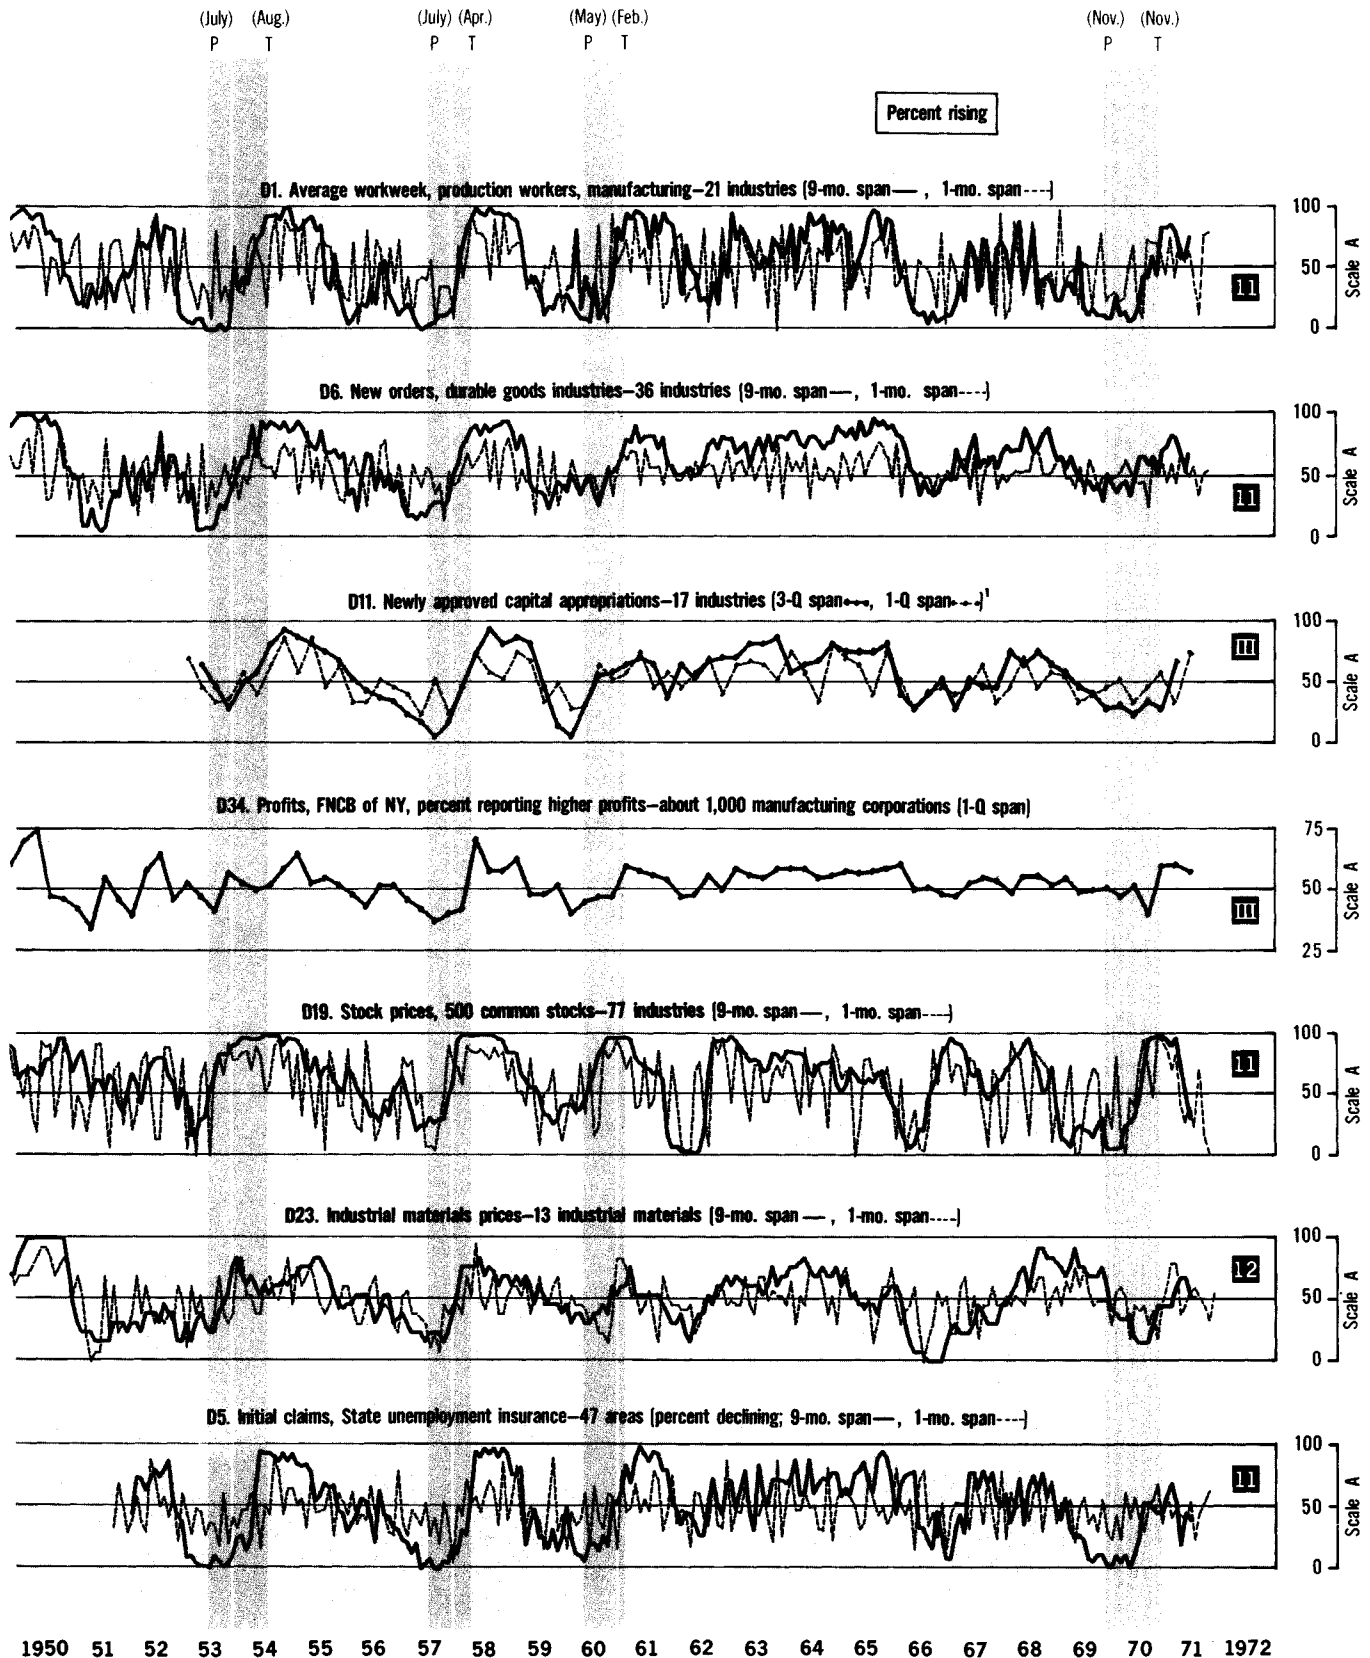 (July) (Aug.) (July) (Apr.) (May) (Feb.) (Nov.) (Nov.)
P T P T P T P T
Percent rising
D1. Average workweek, production workers, manufacturing—21 industries (9-mo. span — , 1-mo. span ----)
100
50
0
Scale A
11
D6. New orders, durable goods industries—36 industries (9-mo. span —, 1-mo. span ----)
100
50
0
Scale A
11
D11. Newly approved capital appropriations—17 industries (3-Q span •••, 1-Q span •-•-•)¹
100
50
0
Scale A
III
D34. Profits, FNCB of NY, percent reporting higher profits—about 1,000 manufacturing corporations (1-Q span)
75
50
25
Scale A
III
D19. Stock prices, 500 common stocks—77 industries (9-mo. span —, 1-mo. span ----)
100
50
0
Scale A
11
D23. Industrial materials prices—13 industrial materials (9-mo. span — , 1-mo. span ----)
100
50
0
Scale A
12
D5. Initial claims, State unemployment insurance—47 areas (percent declining; 9-mo. span —, 1-mo. span ----)
100
50
0
Scale A
11
1950 51 52 53 54 55 56 57 58 59 60 61 62 63 64 65 66 67 68 69 70 71 1972